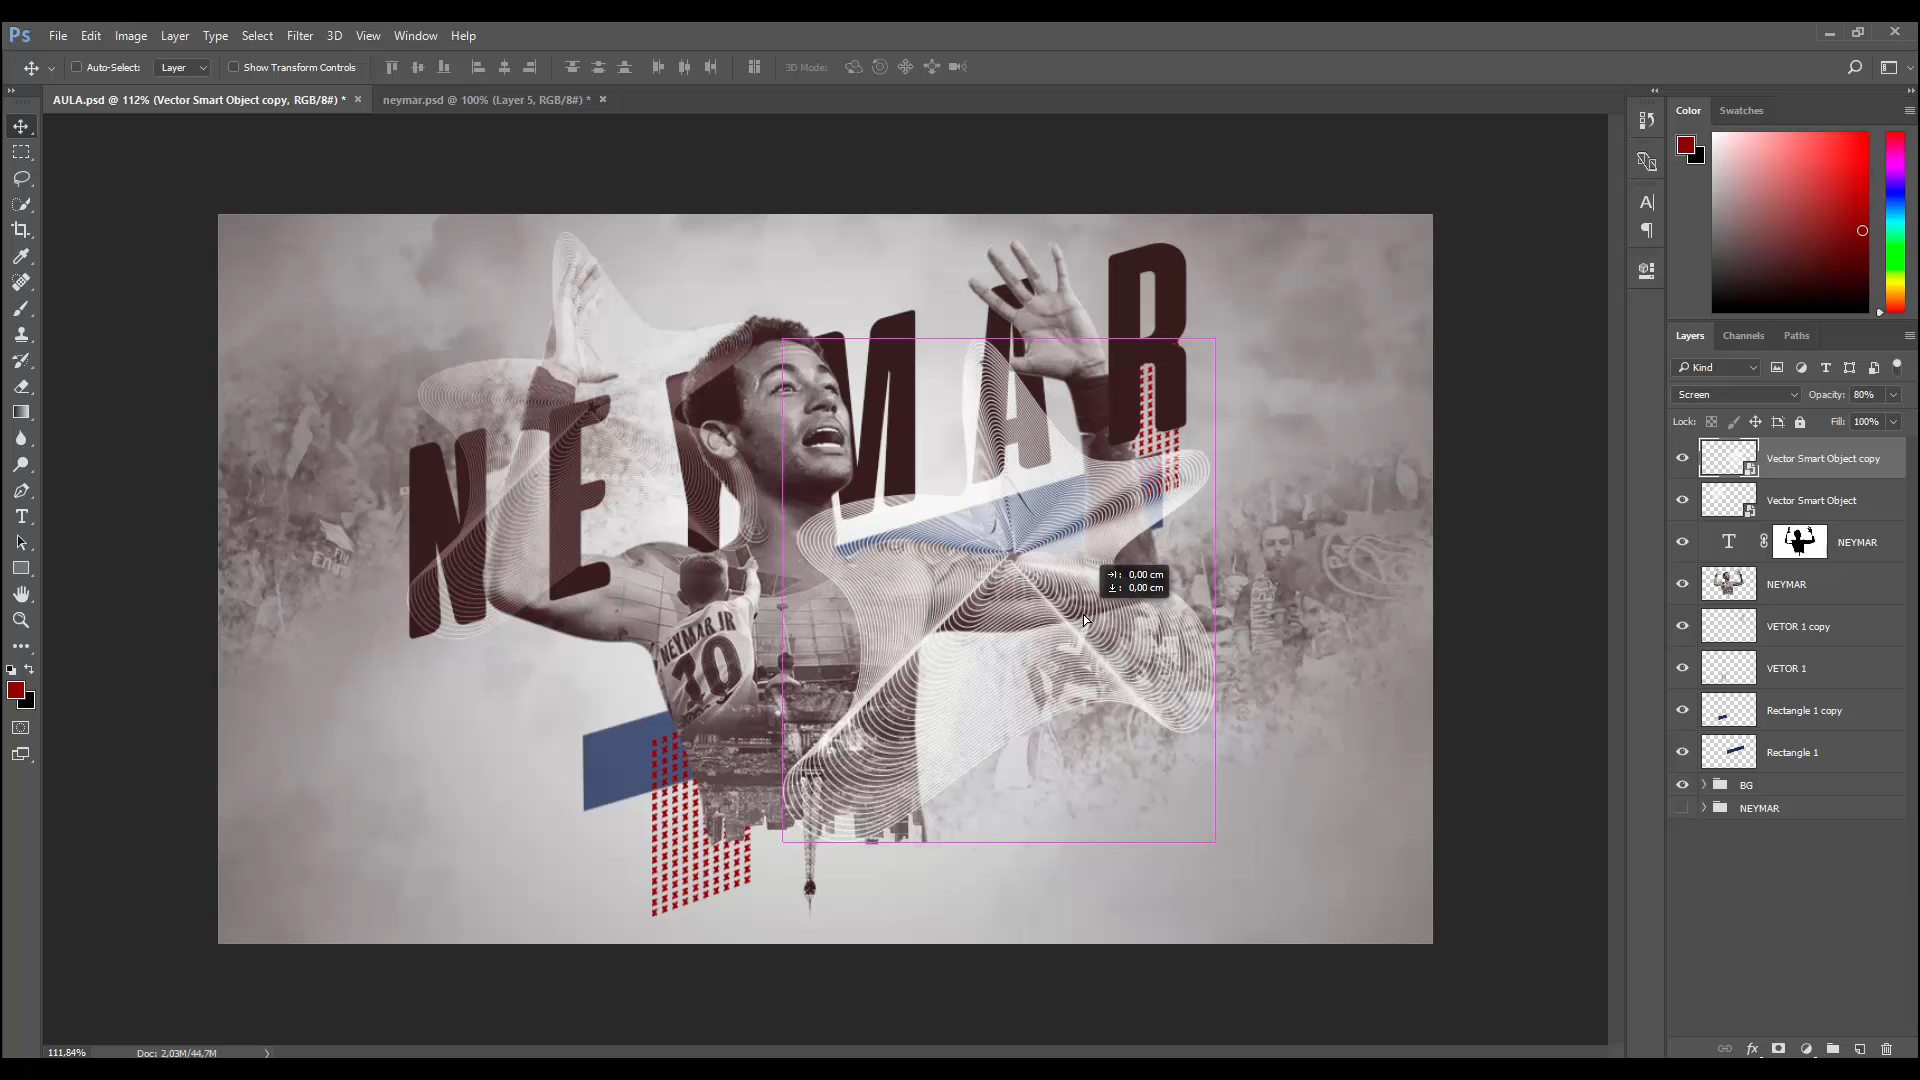 Ps File Edit Image Layer Type Select Filter 3D View Window Help
Auto-Select: Layer Show Transform Controls 3D Mode:
AULA.psd @ 112% (Vector Smart Object copy, RGB/8#) * × neymar.psd @ 100% (Layer 5, RGB/8#) * ×
Color Swatches
NEYMAR
NEYMAR JR
10
0,00 cm
0,00 cm
Layers Channels Paths
Kind
Screen Opacity: 80%
Lock: Fill: 100%
Vector Smart Object copy
Vector Smart Object
T NEYMAR
NEYMAR
VETOR 1 copy
VETOR 1
Rectangle 1 copy
Rectangle 1
BG
NEYMAR
fx
111,84% Doc: 2,03M/44,7M